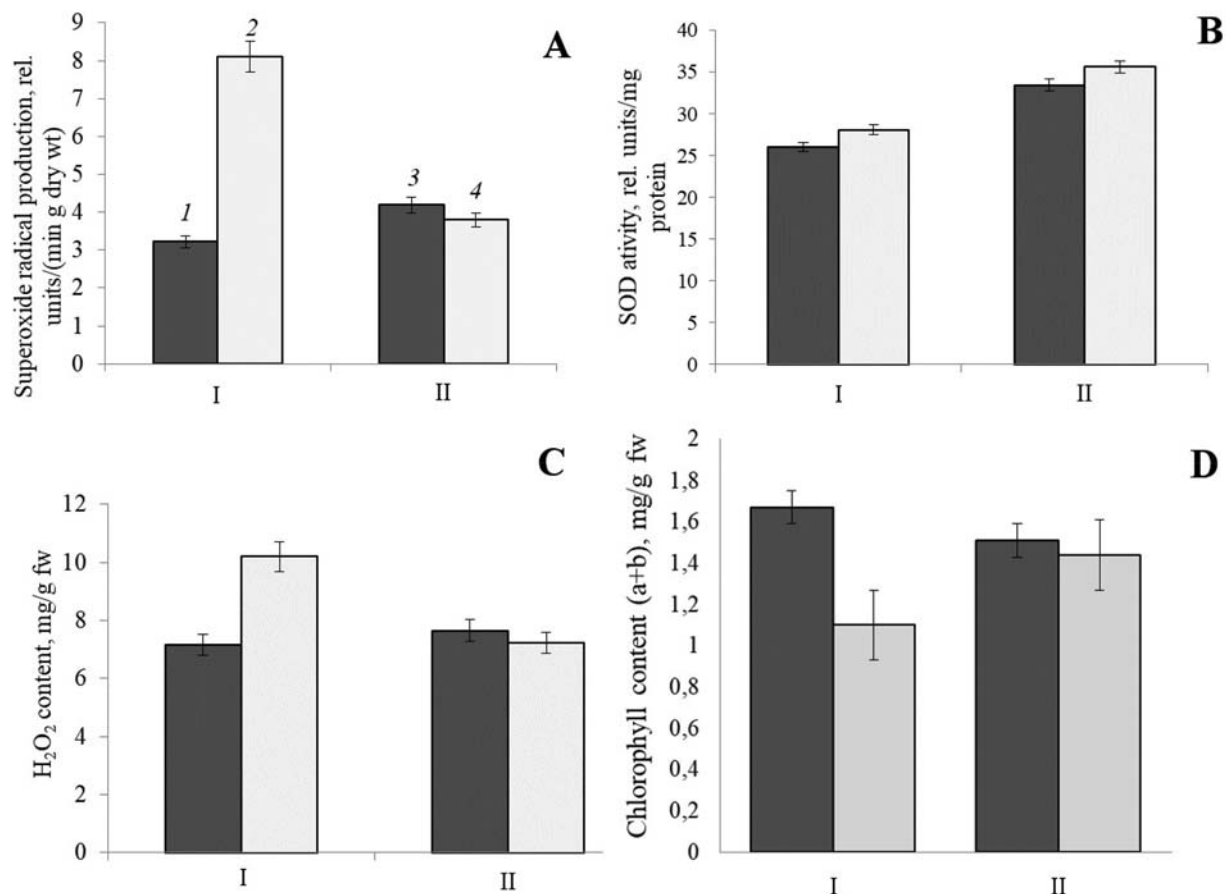 A
Superoxide radical production, rel.
units/(min g dry wt)
9
8
7
6
5
4
3
2
1
0
1
2
3
4
I
II
B
SOD ativity, rel. units/mg
protein
40
35
30
25
20
15
10
5
0
I
II
C
H₂O₂ content, mg/g fw
12
10
8
6
4
2
0
I
II
D
Chlorophyll content (a+b), mg/g fw
2
1,8
1,6
1,4
1,2
1
0,8
0,6
0,4
0,2
0
I
II